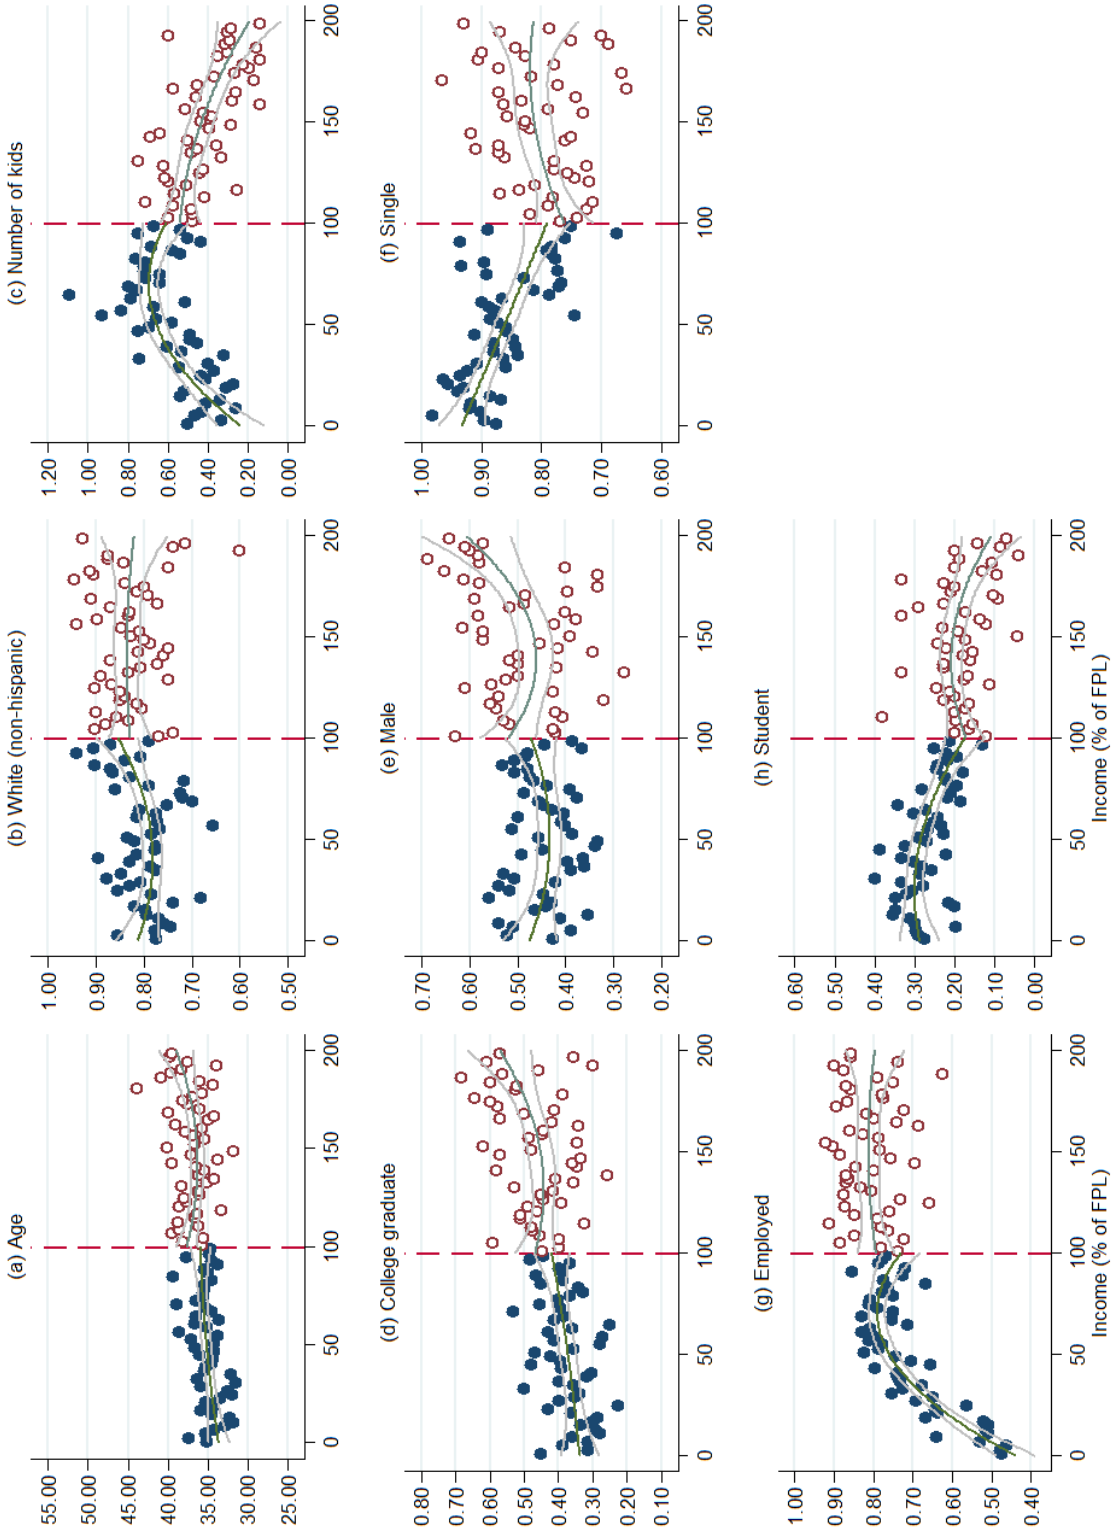 (a) Age
55.00
50.00
45.00
40.00
35.00
30.00
25.00
0 50 100 150 200
(b) White (non-hispanic)
1.00
0.90
0.80
0.70
0.60
0.50
0 50 100 150 200
(c) Number of kids
1.20
1.00
0.80
0.60
0.40
0.20
0.00
0 50 100 150 200
(d) College graduate
0.80
0.70
0.60
0.50
0.40
0.30
0.20
0.10
0 50 100 150 200
(e) Male
0.70
0.60
0.50
0.40
0.30
0.20
0 50 100 150 200
(f) Single
1.00
0.90
0.80
0.70
0.60
0 50 100 150 200
(g) Employed
1.00
0.90
0.80
0.70
0.60
0.50
0.40
0 50 100 150 200
Income (% of FPL)
(h) Student
0.60
0.50
0.40
0.30
0.20
0.10
0.00
0 50 100 150 200
Income (% of FPL)